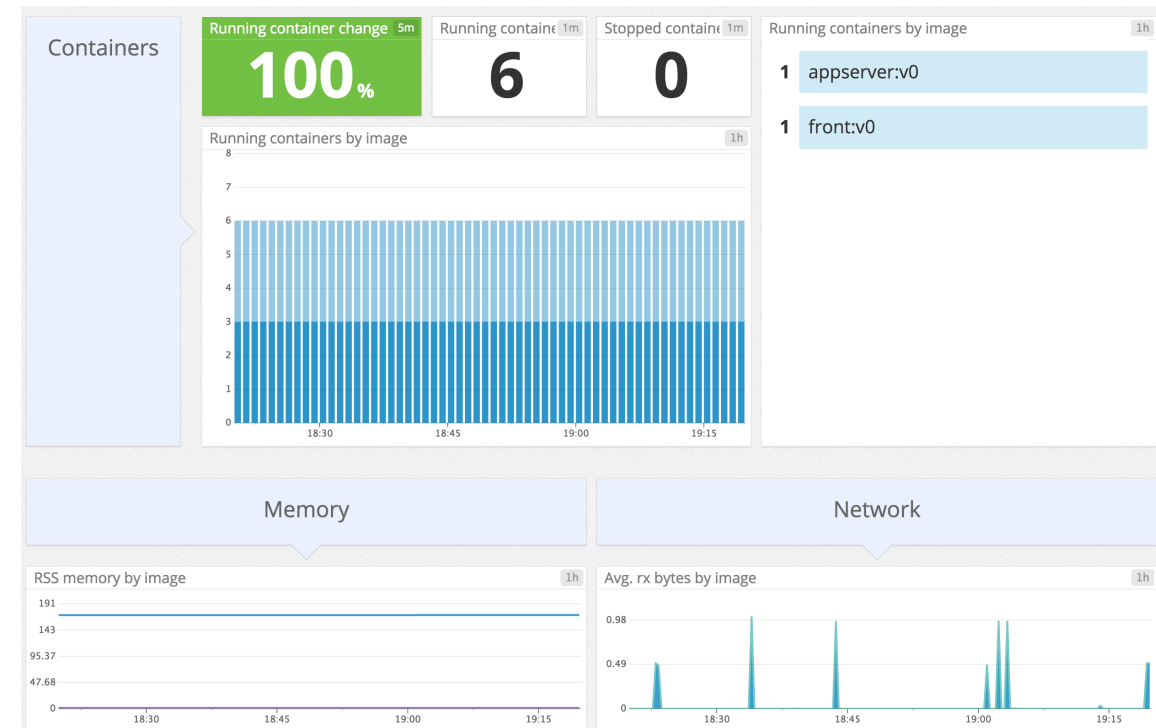 Containers
Running container change 5m
100%
Running containe 1m
6
Stopped containe 1m
0
Running containers by image 1h
1 appserver:v0
1 front:v0
Running containers by image 1h
8
7
6
5
4
3
2
1
0
18:30 18:45 19:00 19:15
Memory
Network
RSS memory by image 1h
191
143
95.37
47.68
0
18:30 18:45 19:00 19:15
Avg. rx bytes by image 1h
0.98
0.49
0
18:30 18:45 19:00 19:15